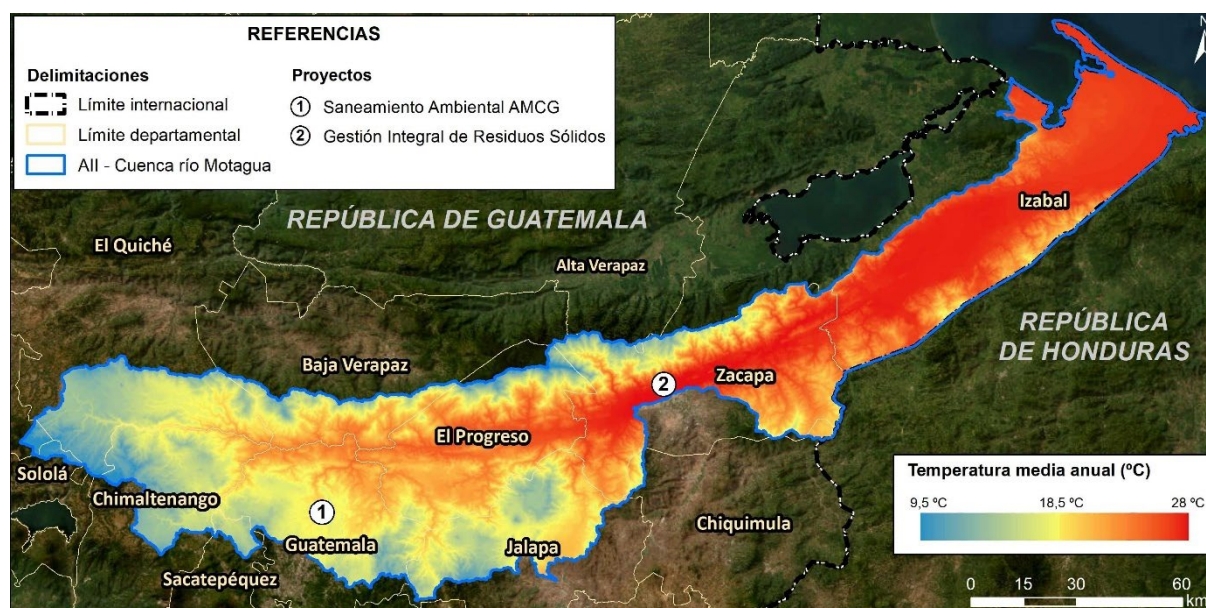 REFERENCIAS
Delimitaciones
Límite internacional
Límite departamental
AII - Cuenca río Motagua
Proyectos
1 Saneamiento Ambiental AMCG
2 Gestión Integral de Residuos Sólidos
N
REPÚBLICA DE GUATEMALA
Izabal
El Quiché
Alta Verapaz
REPÚBLICA
DE HONDURAS
Baja Verapaz
2
Zacapa
El Progreso
Sololá
Chimaltenango
1
Guatemala
Jalapa
Chiquimula
Sacatepéquez
Temperatura media anual (ºC)
9,5 ºC 18,5 ºC 28 ºC
0 15 30 60
km